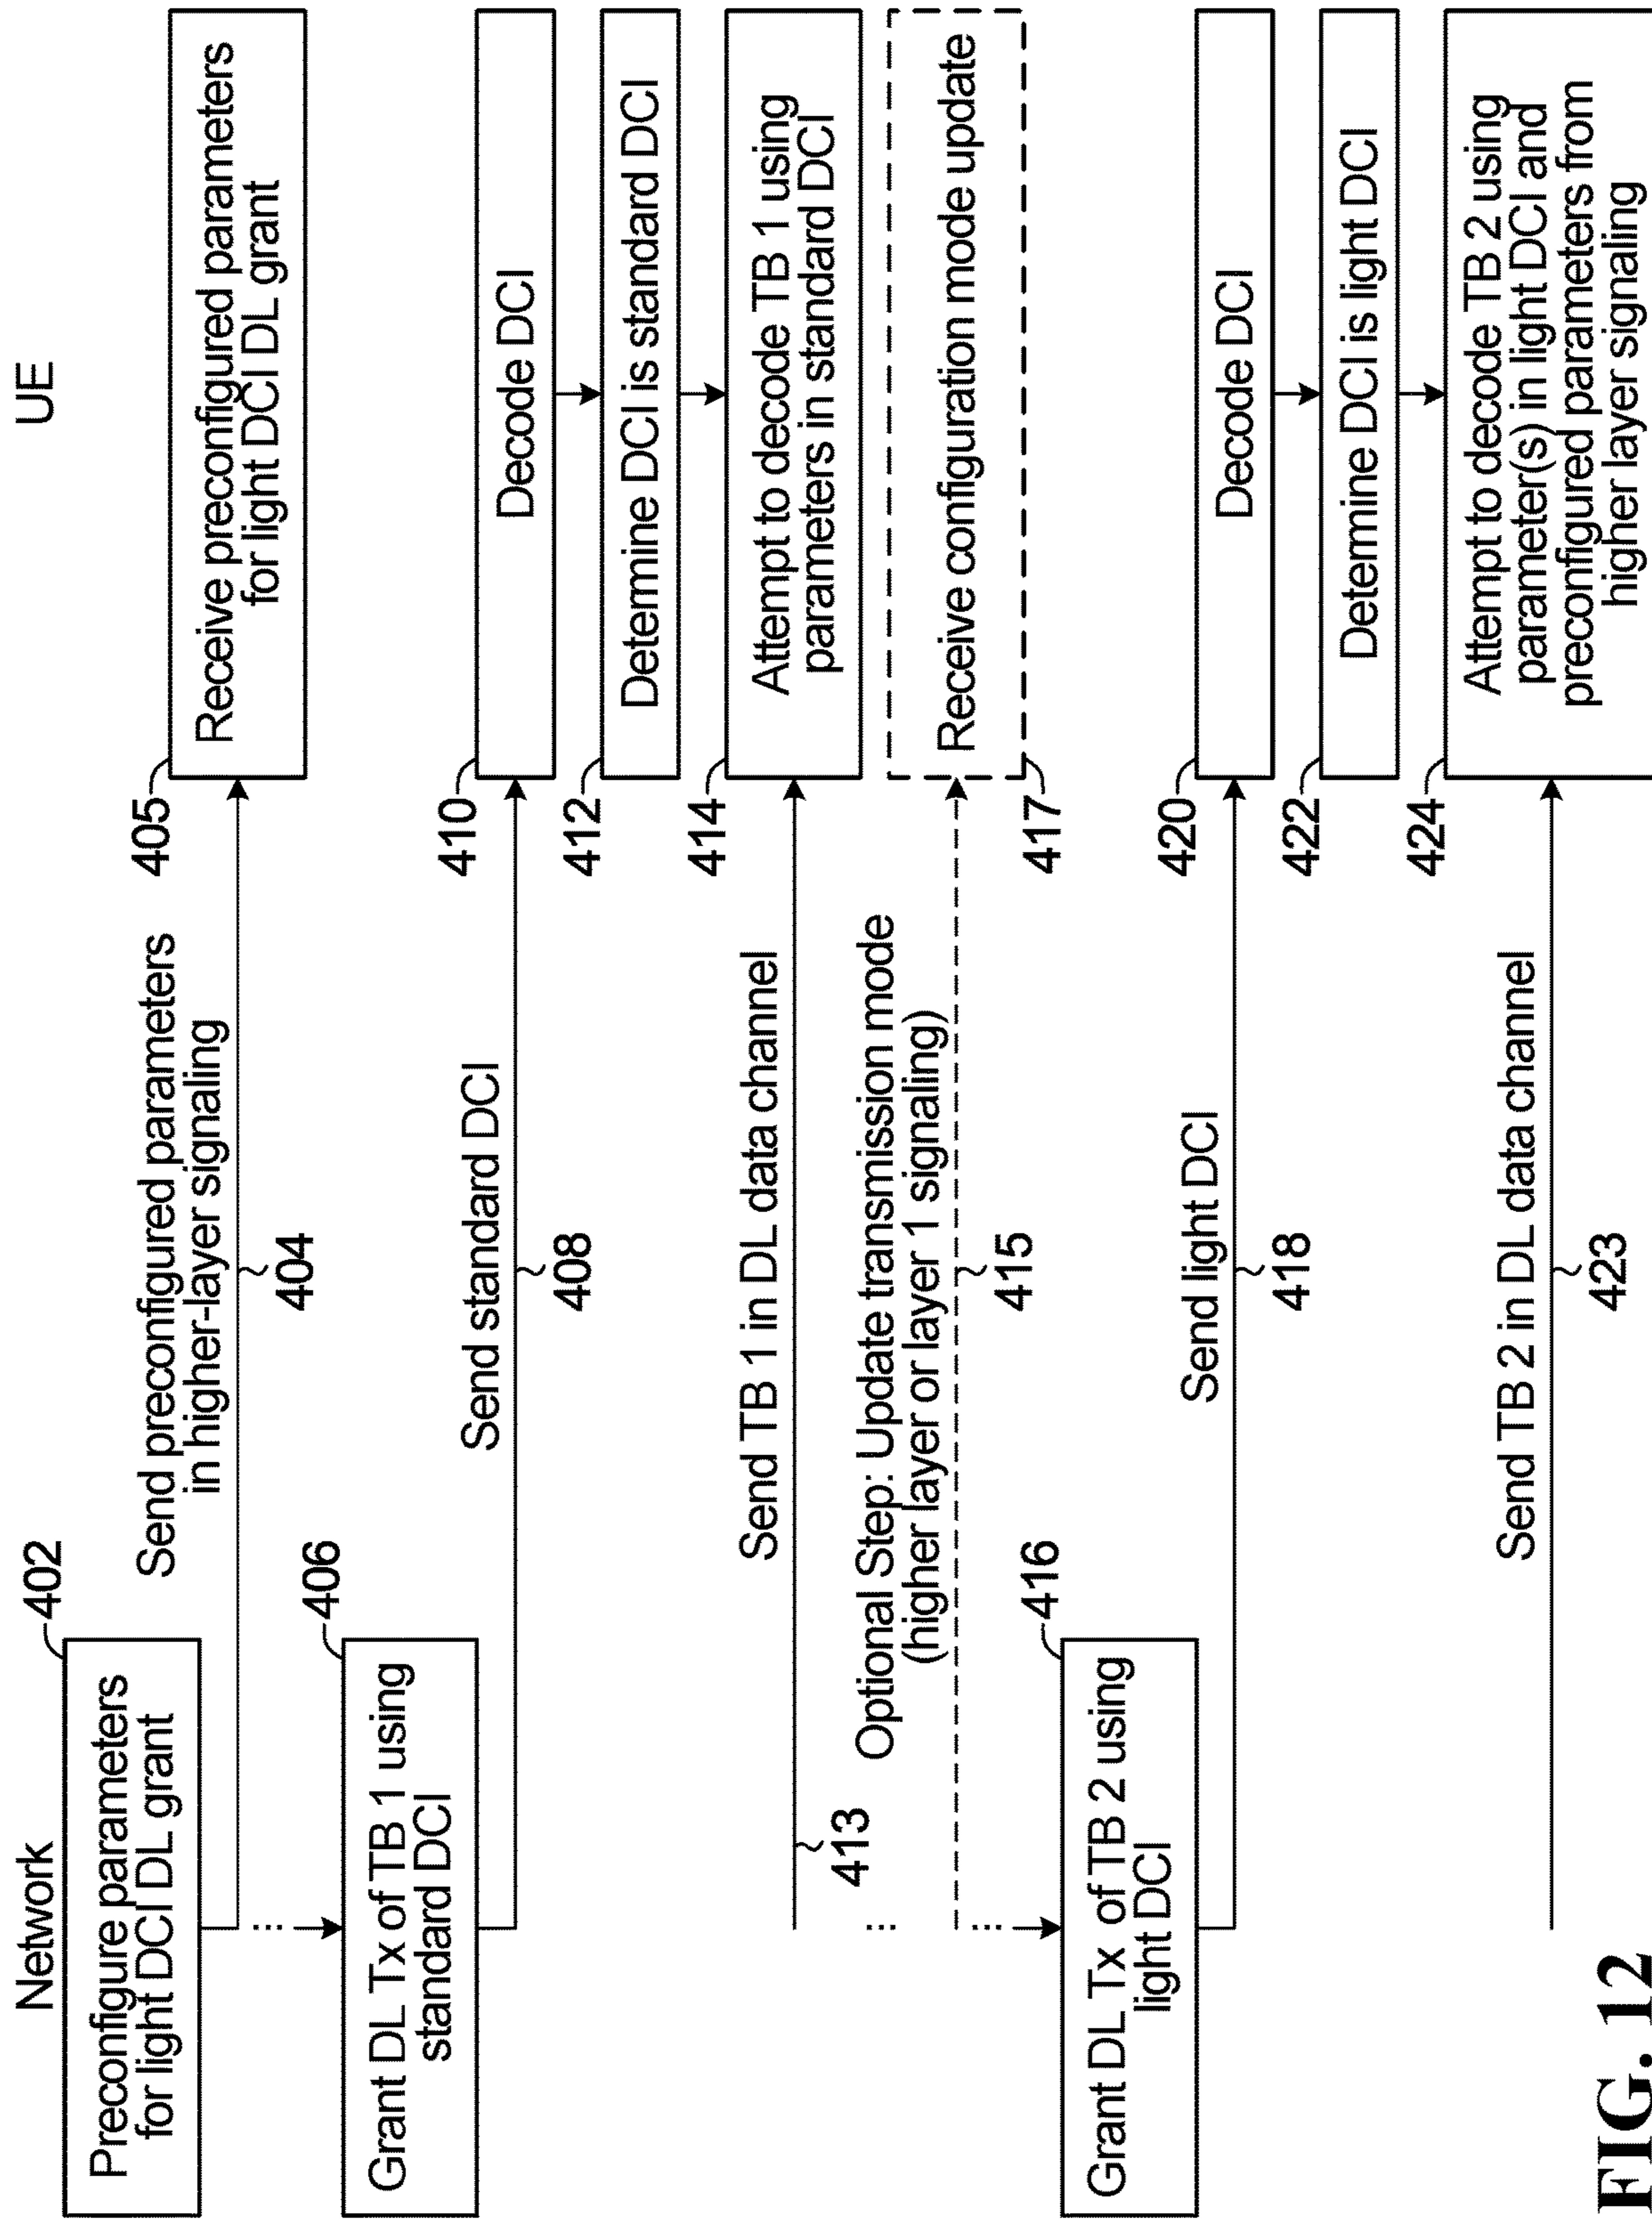 Network
UE
402
Preconfigure parameters
for light DCI DL grant
Send preconfigured parameters
in higher-layer signaling
404
405
Receive preconfigured parameters
for light DCI DL grant
406
Grant DL Tx of TB 1 using
standard DCI
Send standard DCI
408
410
Decode DCI
412
Determine DCI is standard DCI
Send TB 1 in DL data channel
413
414
Attempt to decode TB 1 using
parameters in standard DCI
Optional Step: Update transmission mode
(higher layer or layer 1 signaling)
415
Receive configuration mode update
417
416
Grant DL Tx of TB 2 using
light DCI
Send light DCI
418
420
Decode DCI
422
Determine DCI is light DCI
Send TB 2 in DL data channel
423
424
Attempt to decode TB 2 using
parameter(s) in light DCI and
preconfigured parameters from
higher layer signaling
FIG. 12